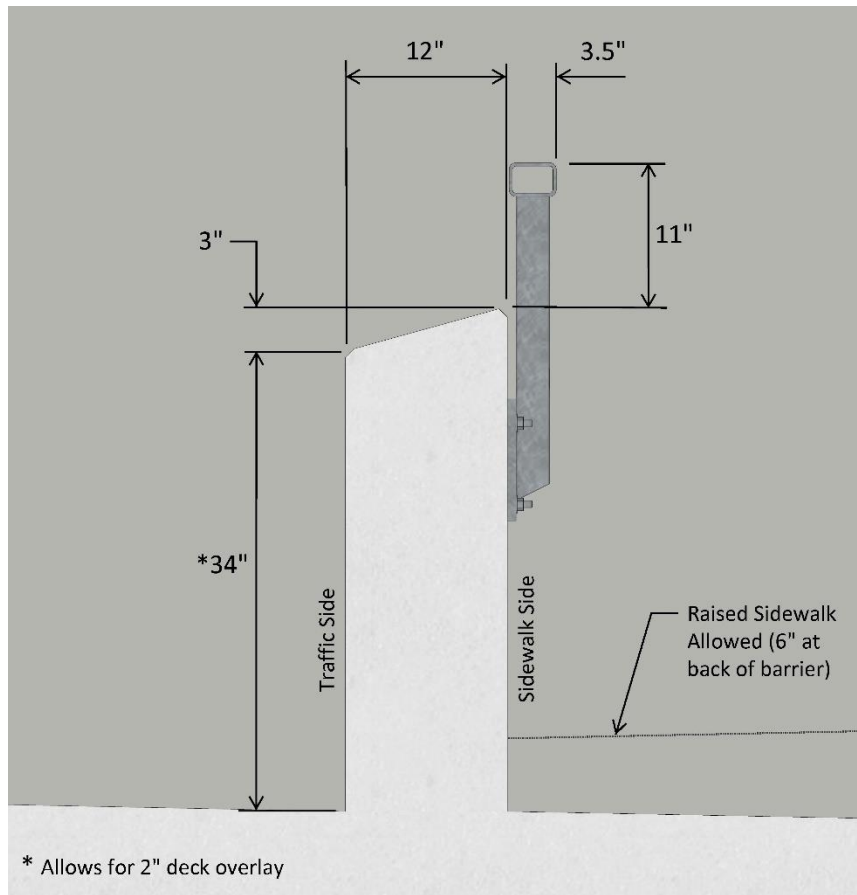 12"
3.5"
3"
11"
*34"
Traffic Side
Sidewalk Side
Raised Sidewalk
Allowed (6" at
back of barrier)
* Allows for 2" deck overlay